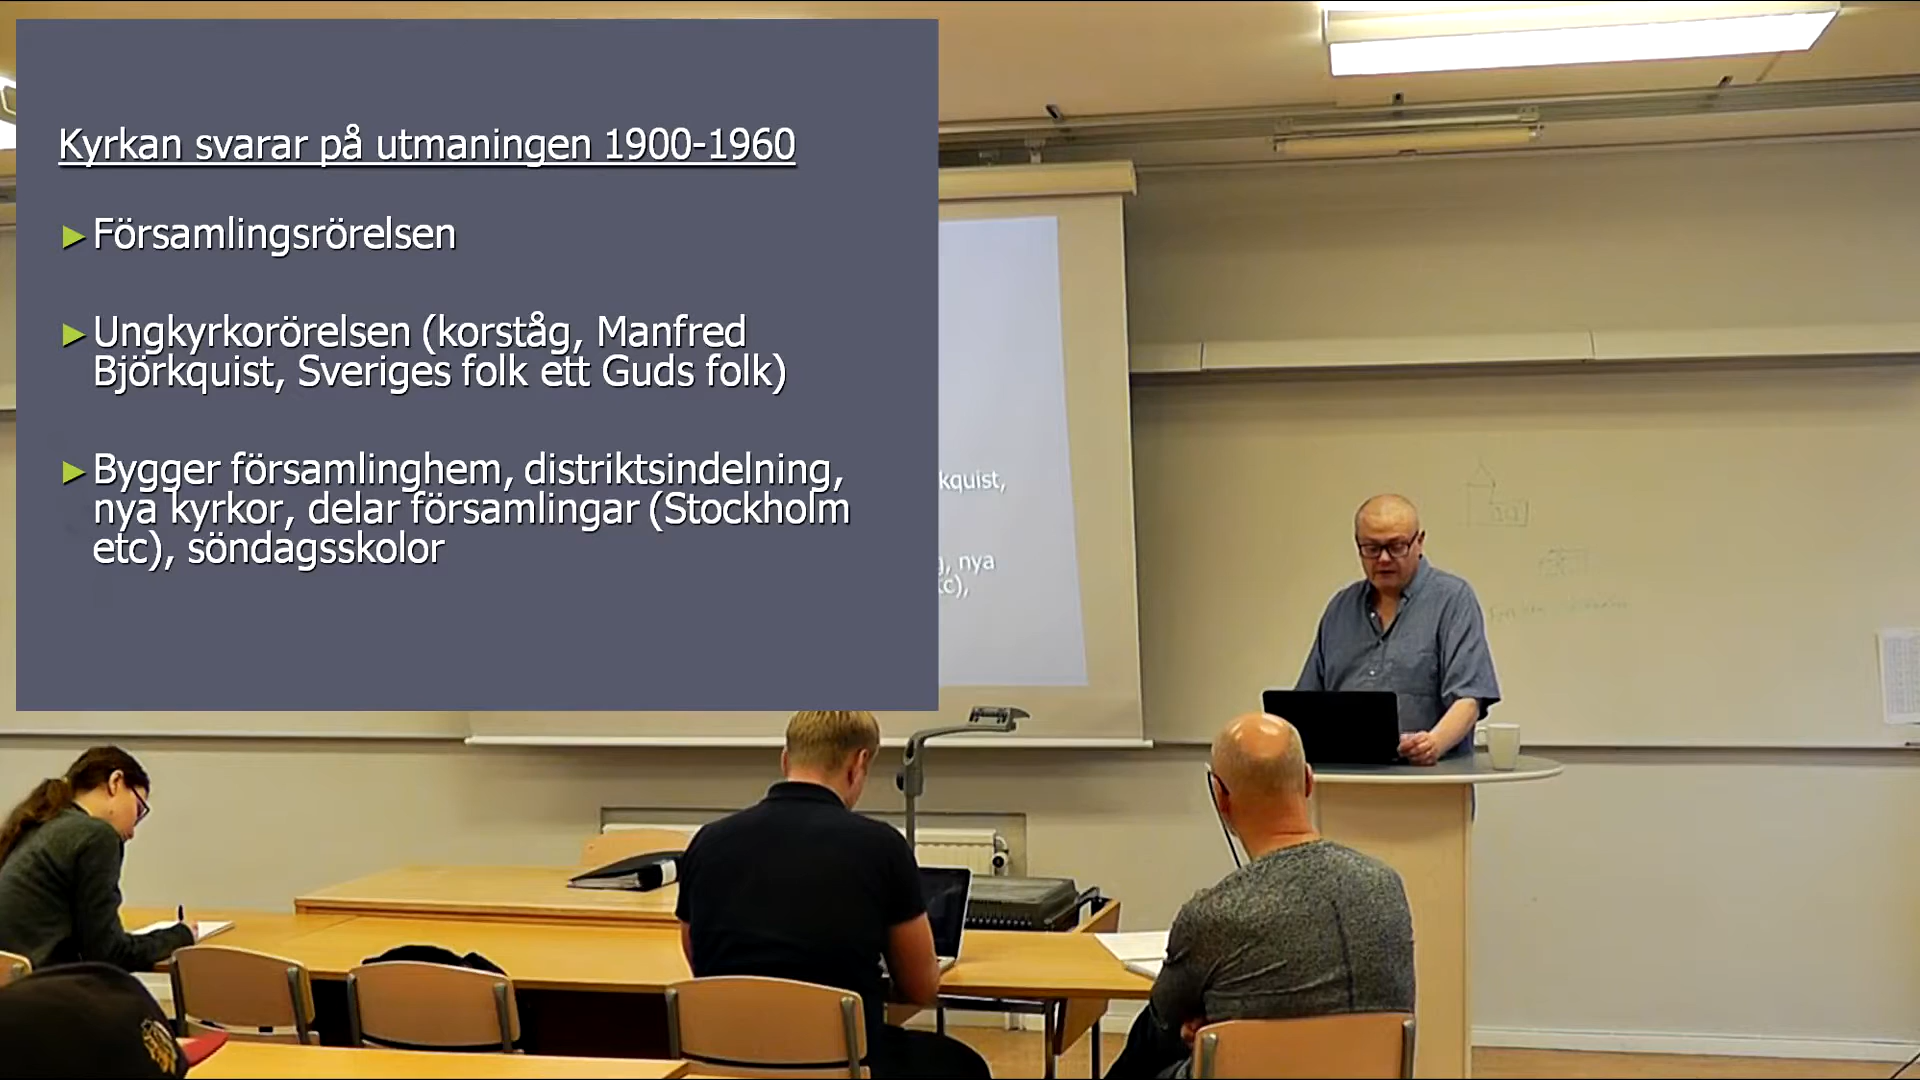 Kyrkan svarar på utmaningen 1900-1960
►Församlingsrörelsen
►Ungkyrkorörelsen (korståg, Manfred
Björkquist, Sveriges folk ett Guds folk)
►Bygger församlinghem, distriktsindelning,
nya kyrkor, delar församlingar (Stockholm
etc), söndagsskolor
kquist,
, nya
c),